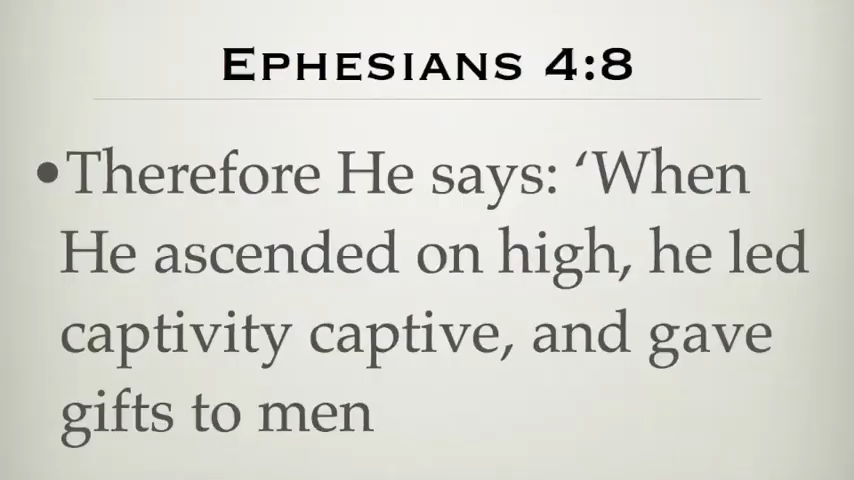 EPHESIANS 4:8
•Therefore He says: ‘When
He ascended on high, he led
captivity captive, and gave
gifts to men